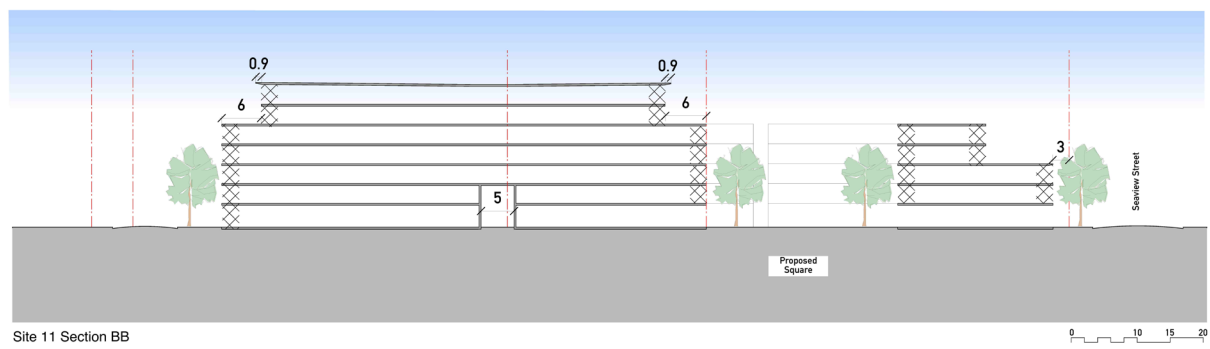 0.9
0.9
6
6
3
5
Seaview Street
Proposed
Square
Site 11 Section BB
0 10 15 20